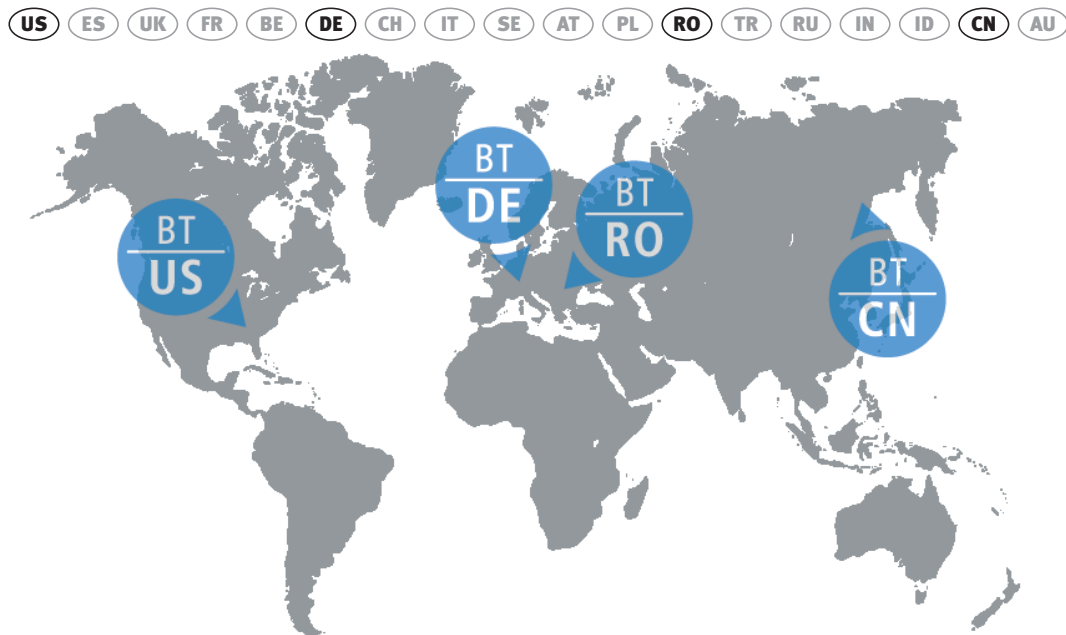 US ES UK FR BE DE CH IT SE AT PL RO TR RU IN ID CN AU
BT
DE
BT
RO
BT
US
BT
CN